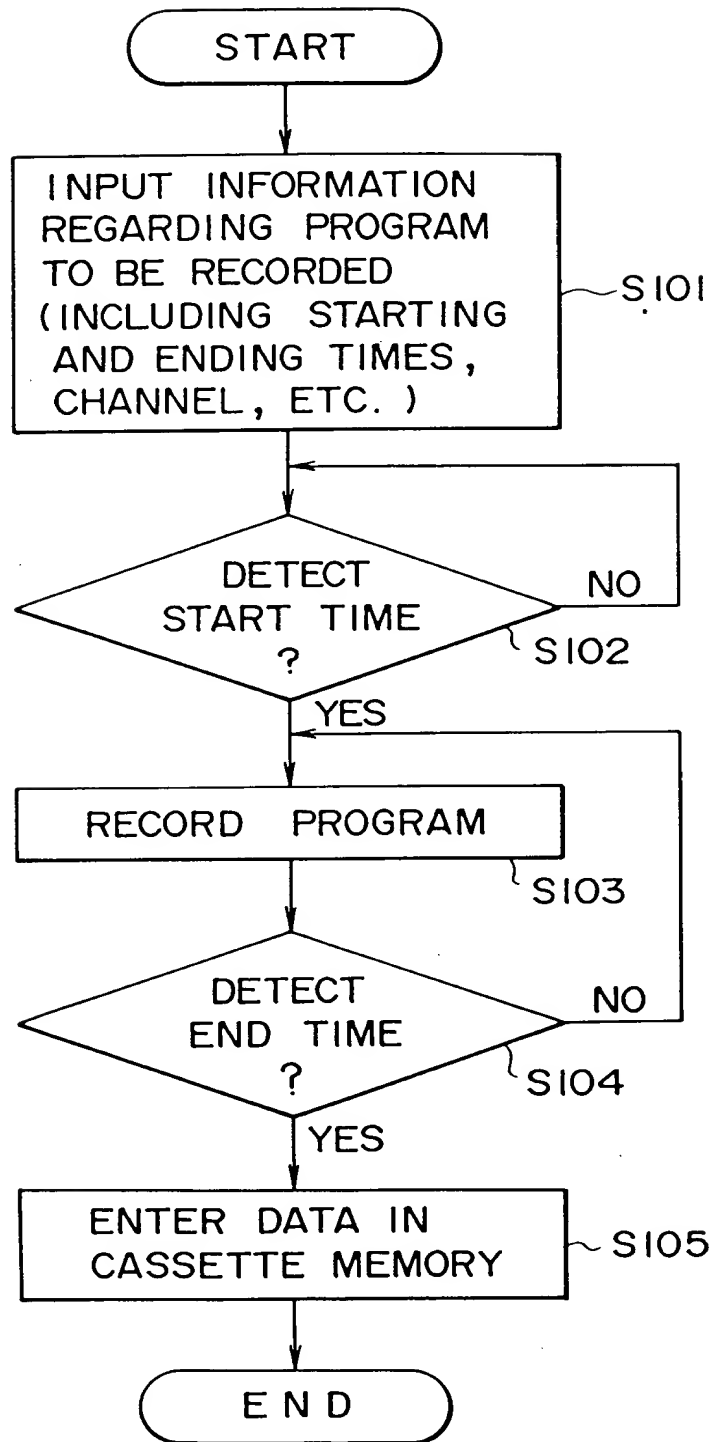 START
INPUT INFORMATION
REGARDING PROGRAM
TO BE RECORDED
(INCLUDING STARTING
AND ENDING TIMES,
CHANNEL, ETC.)
S101
DETECT
START TIME
?
NO
S102
YES
RECORD PROGRAM
S103
DETECT
END TIME
?
NO
S104
YES
ENTER DATA IN
CASSETTE MEMORY
S105
END